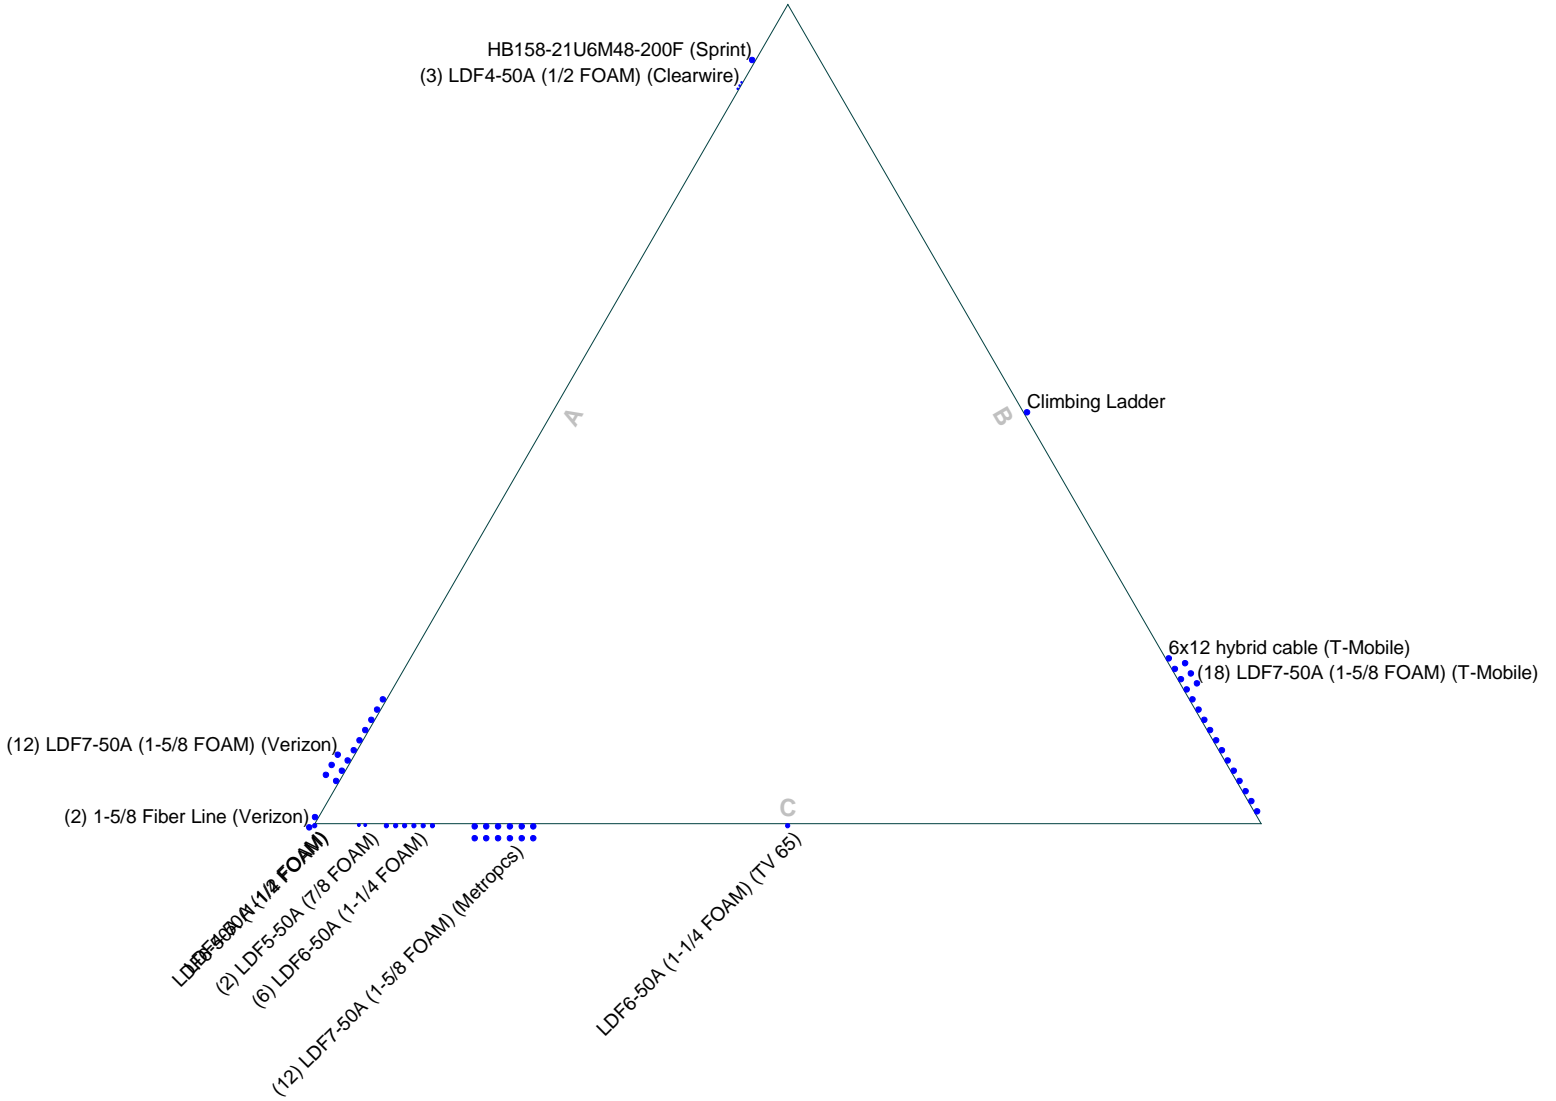 HB158-21U6M48-200F (Sprint)
(3) LDF4-50A (1/2 FOAM) (Clearwire)
A
B
Climbing Ladder
6x12 hybrid cable (T-Mobile)
(18) LDF7-50A (1-5/8 FOAM) (T-Mobile)
(12) LDF7-50A (1-5/8 FOAM) (Verizon)
C
(2) 1-5/8 Fiber Line (Verizon)
(2) LDF5-50A (7/8 FOAM)
(6) LDF6-50A (1-1/4 FOAM)
(12) LDF7-50A (1-5/8 FOAM) (Metropcs)
LDF6-50A (1-1/4 FOAM) (TV 65)